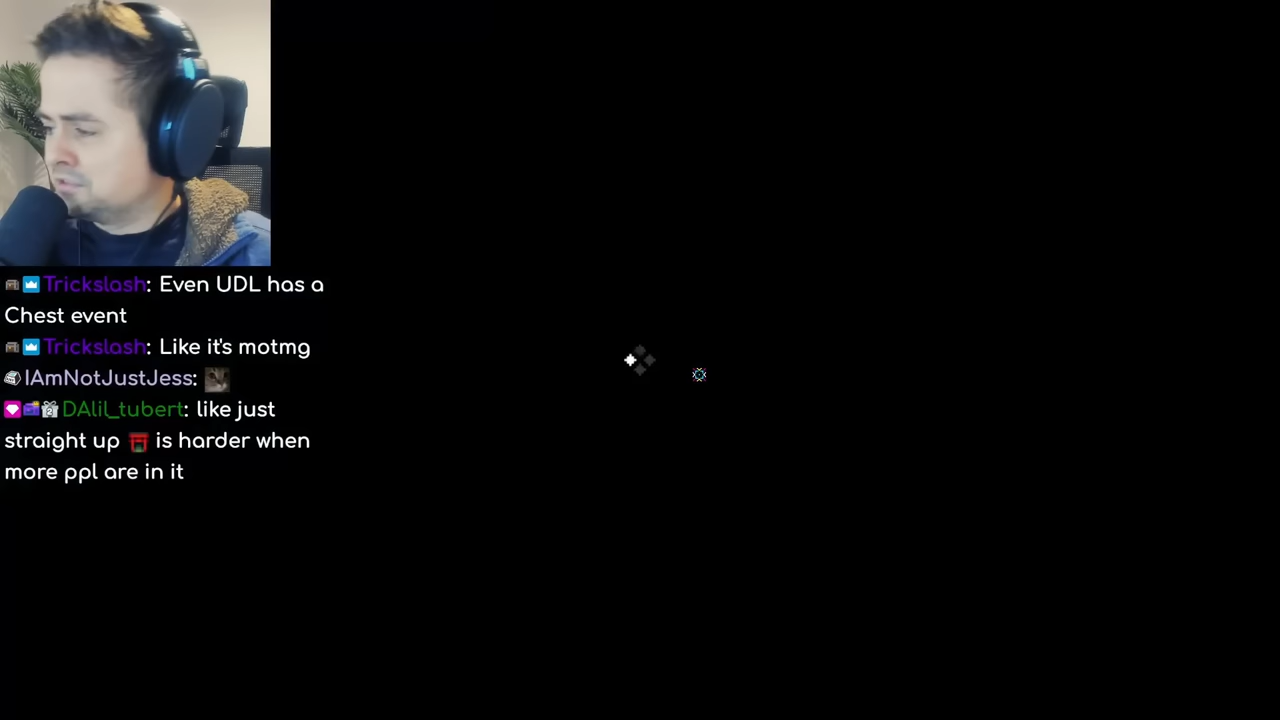 Trickslash: Even UDL has a
Chest event
Trickslash: Like it's motmg
IAmNotJustJess:
DAlil_tubert: like just
straight up is harder when
more ppl are in it